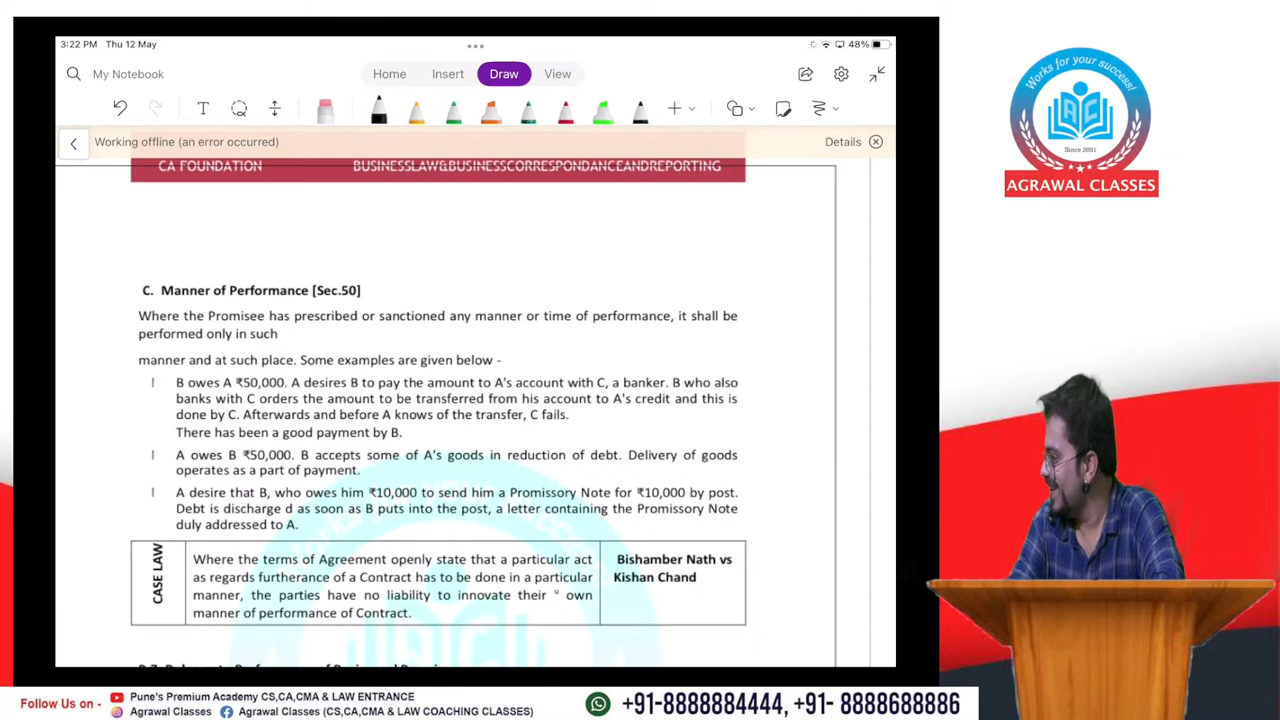 3:22 PM Thu 12 May
48%
My Notebook
Home Insert Draw View
Working offline (an error occurred)
Details
CA FOUNDATION BUSINESSLAW&BUSINESSCORRESPONDANCEANDREPORTING
C. Manner of Performance [Sec.50]
Where the Promisee has prescribed or sanctioned any manner or time of performance, it shall be
performed only in such
manner and at such place. Some examples are given below -
B owes A ₹50,000. A desires B to pay the amount to A's account with C, a banker. B who also
banks with C orders the amount to be transferred from his account to A's credit and this is
done by C. Afterwards and before A knows of the transfer, C fails.
There has been a good payment by B.
A owes B ₹50,000. B accepts some of A's goods in reduction of debt. Delivery of goods
operates as a part of payment.
A desire that B, who owes him ₹10,000 to send him a Promissory Note for ₹10,000 by post.
Debt is discharge d as soon as B puts into the post, a letter containing the Promissory Note
duly addressed to A.
CASE LAW
Where the terms of Agreement openly state that a particular act
as regards furtherance of a Contract has to be done in a particular
manner, the parties have no liability to innovate their own
manner of performance of Contract.
Bishamber Nath vs
Kishan Chand
Works for your success!
AC
Since 2001
AGRAWAL CLASSES
Follow Us on -
Pune's Premium Academy CS,CA,CMA & LAW ENTRANCE
Agrawal Classes
Agrawal Classes (CS,CA,CMA & LAW COACHING CLASSES)
+91-8888884444, +91- 8888688886